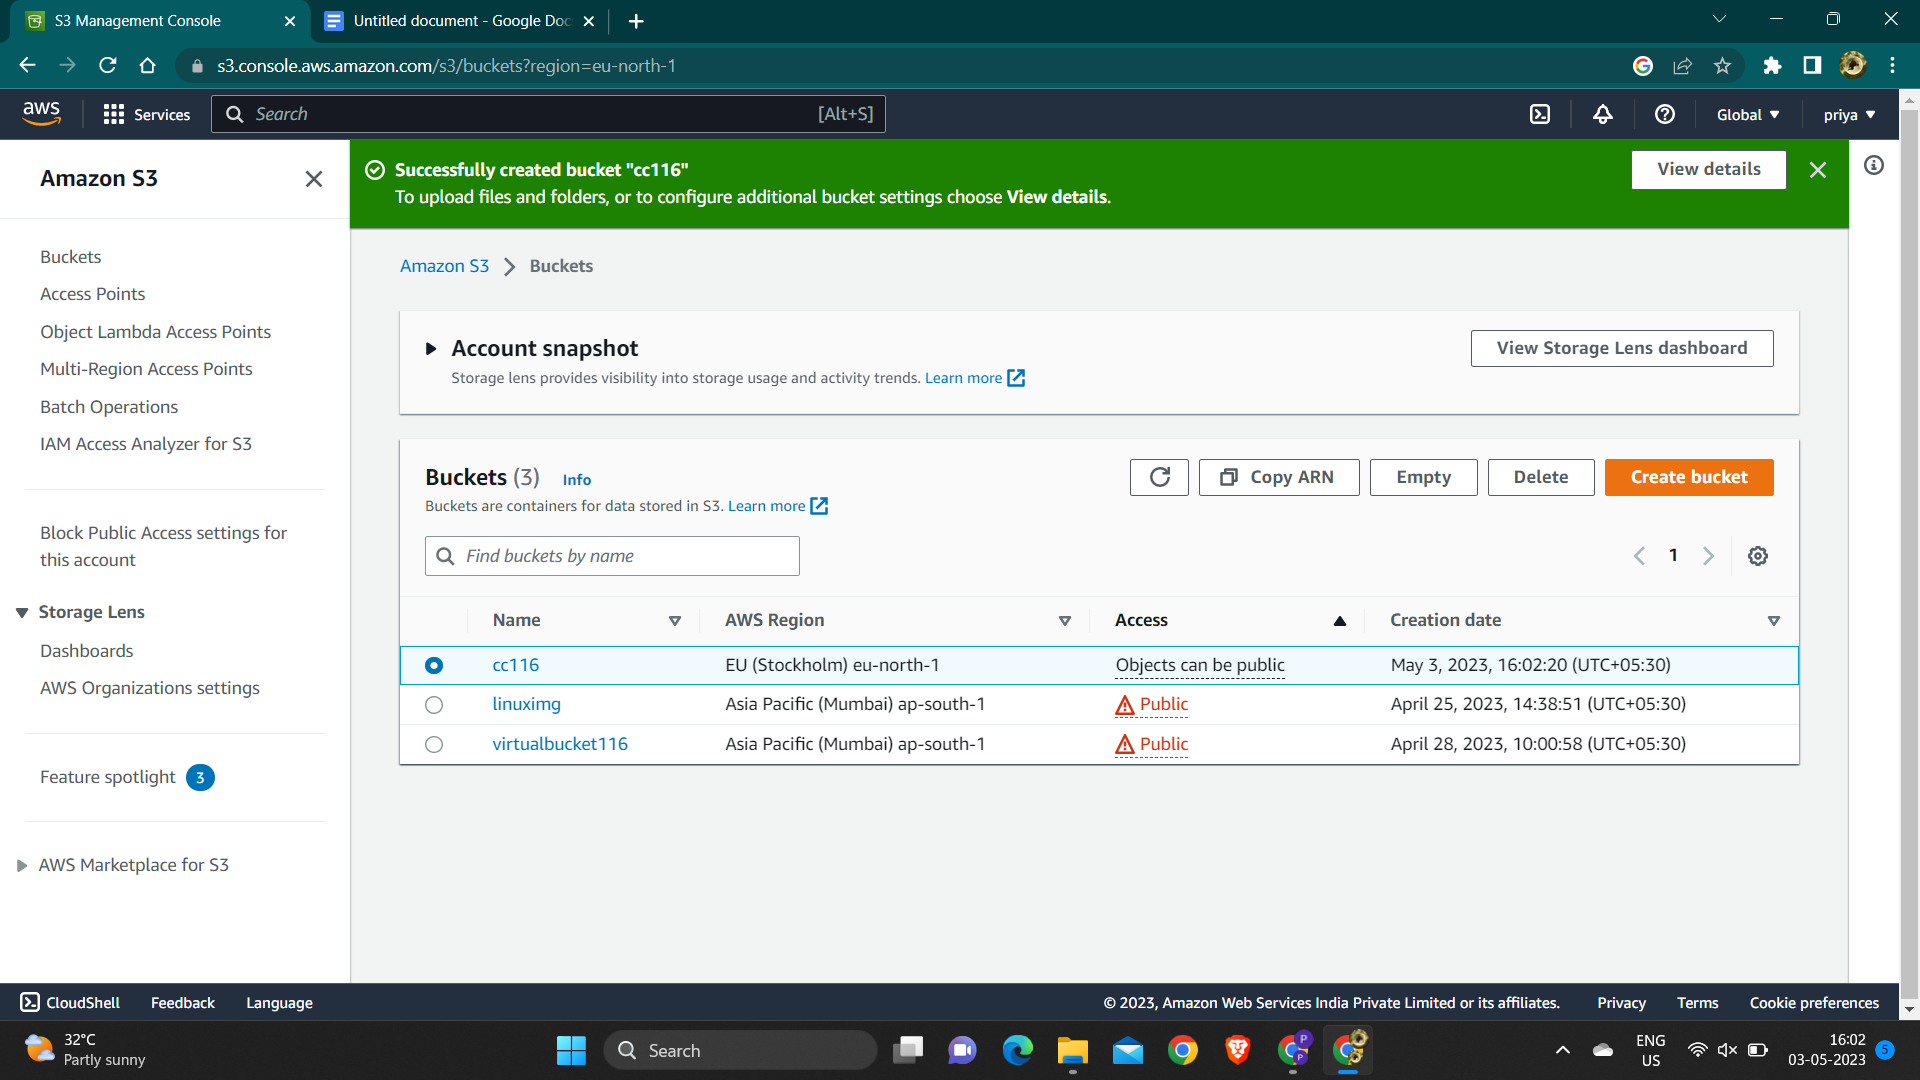 S3 Management Console
Untitled document - Google Doc
s3.console.aws.amazon.com/s3/buckets?region=eu-north-1
aws
Services
Search [Alt+S]
Global
priya
Amazon S3
Buckets
Access Points
Object Lambda Access Points
Multi-Region Access Points
Batch Operations
IAM Access Analyzer for S3
Block Public Access settings for
this account
Storage Lens
Dashboards
AWS Organizations settings
Feature spotlight 3
AWS Marketplace for S3
Successfully created bucket "cc116"
To upload files and folders, or to configure additional bucket settings choose View details.
View details
Amazon S3 Buckets
Account snapshot
Storage lens provides visibility into storage usage and activity trends. Learn more
View Storage Lens dashboard
Buckets (3) Info
Buckets are containers for data stored in S3. Learn more
Copy ARN
Empty
Delete
Create bucket
Find buckets by name
1
Name AWS Region Access Creation date
cc116 EU (Stockholm) eu-north-1 Objects can be public May 3, 2023, 16:02:20 (UTC+05:30)
linuximg Asia Pacific (Mumbai) ap-south-1 Public April 25, 2023, 14:38:51 (UTC+05:30)
virtualbucket116 Asia Pacific (Mumbai) ap-south-1 Public April 28, 2023, 10:00:58 (UTC+05:30)
CloudShell Feedback Language
© 2023, Amazon Web Services India Private Limited or its affiliates. Privacy Terms Cookie preferences
32°C
Partly sunny
Search
P
P
ENG
US
16:02
03-05-2023
5